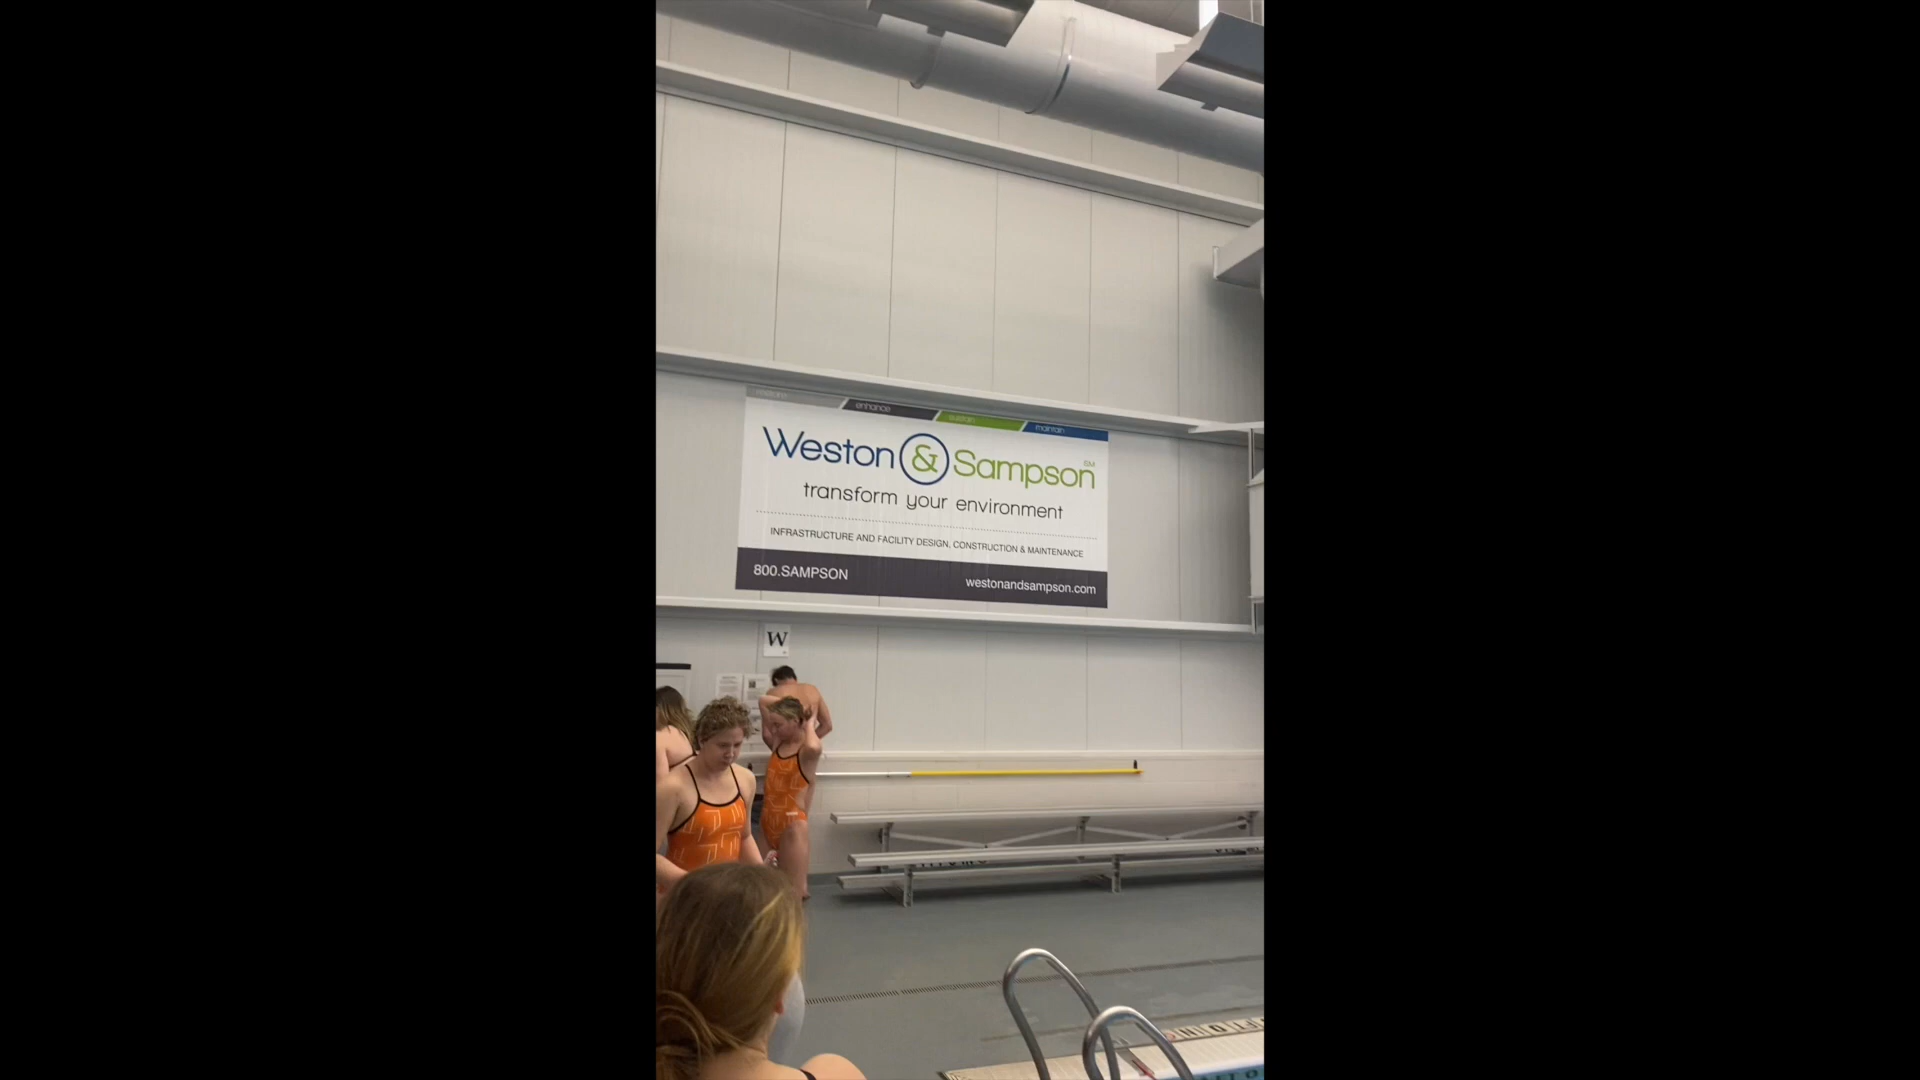 restore enhance sustain maintain
Weston & Sampson SM
transform your environment
INFRASTRUCTURE AND FACILITY DESIGN, CONSTRUCTION & MAINTENANCE
800.SAMPSON westonandsampson.com
W